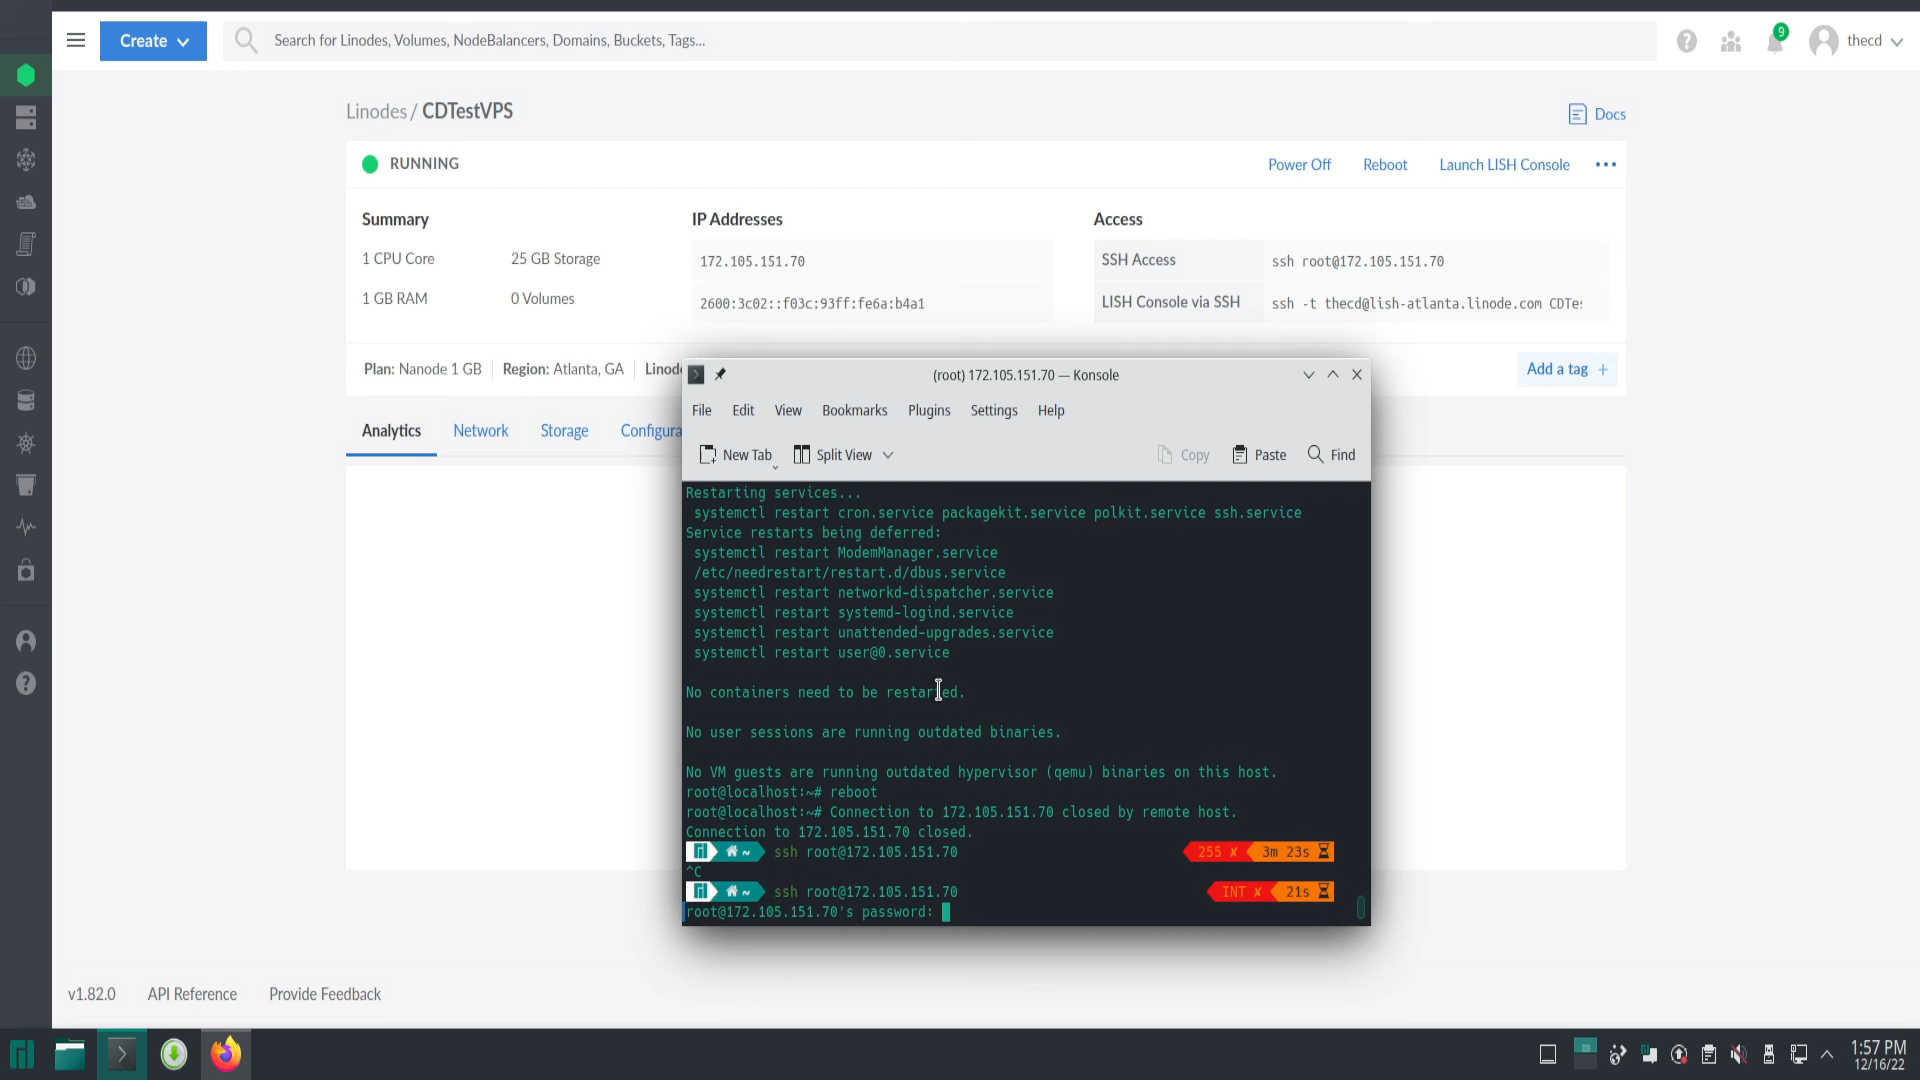 Create
Search for Linodes, Volumes, NodeBalancers, Domains, Buckets, Tags...
9
thecd
Linodes / CDTestVPS
Docs
RUNNING
Power Off Reboot Launch LISH Console
Summary
IP Addresses
Access
1 CPU Core 25 GB Storage
172.105.151.70
SSH Access ssh root@172.105.151.70
1 GB RAM 0 Volumes
2600:3c02::f03c:93ff:fe6a:b4a1
LISH Console via SSH ssh -t thecd@lish-atlanta.linode.com CDTes
Plan: Nanode 1 GB Region: Atlanta, GA Linod
Add a tag +
Analytics Network Storage Configura
(root) 172.105.151.70 — Konsole
File Edit View Bookmarks Plugins Settings Help
New Tab Split View Copy Paste Find
Restarting services...
systemctl restart cron.service packagekit.service polkit.service ssh.service
Service restarts being deferred:
systemctl restart ModemManager.service
/etc/needrestart/restart.d/dbus.service
systemctl restart networkd-dispatcher.service
systemctl restart systemd-logind.service
systemctl restart unattended-upgrades.service
systemctl restart user@0.service
No containers need to be restarted.
No user sessions are running outdated binaries.
No VM guests are running outdated hypervisor (qemu) binaries on this host.
root@localhost:~# reboot
root@localhost:~# Connection to 172.105.151.70 closed by remote host.
Connection to 172.105.151.70 closed.
~ ssh root@172.105.151.70 255 ✘ 3m 23s
^C
~ ssh root@172.105.151.70 INT ✘ 21s
root@172.105.151.70's password:
v1.82.0 API Reference Provide Feedback
1:57 PM
12/16/22